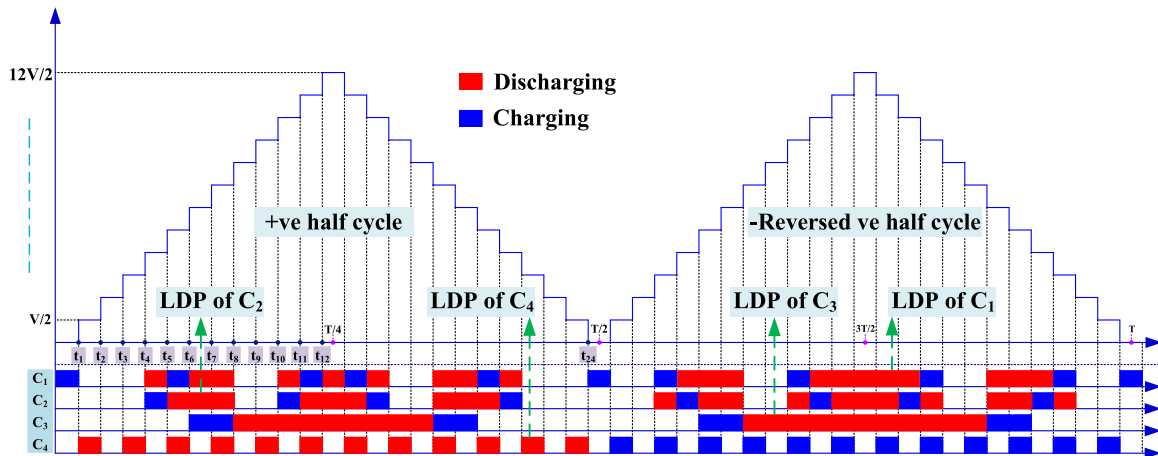 12V/2
Discharging
Charging
+ve half cycle
-Reversed ve half cycle
LDP of C2
LDP of C4
LDP of C3
LDP of C1
V/2
T/4
T/2
3T/2
T
t1 t2 t3 t4 t5 t6 t7 t8 t9 t10 t11 t12 t24
C1
C2
C3
C4